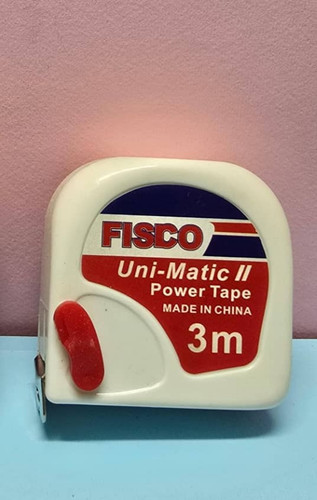 FISCO
Uni-Matic II
Power Tape
MADE IN CHINA
3m